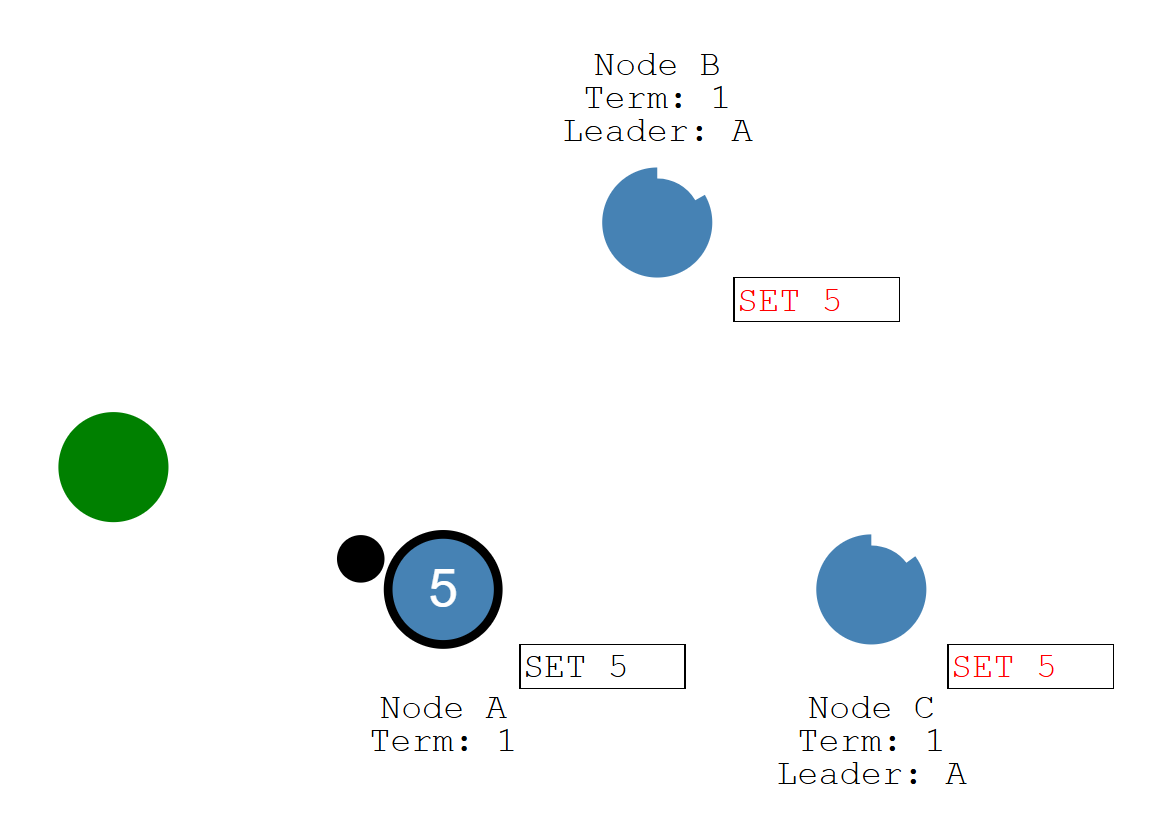 Node B
Term: 1
Leader: A
SET 5
5
SET 5
Node A
Term: 1
SET 5
Node C
Term: 1
Leader: A